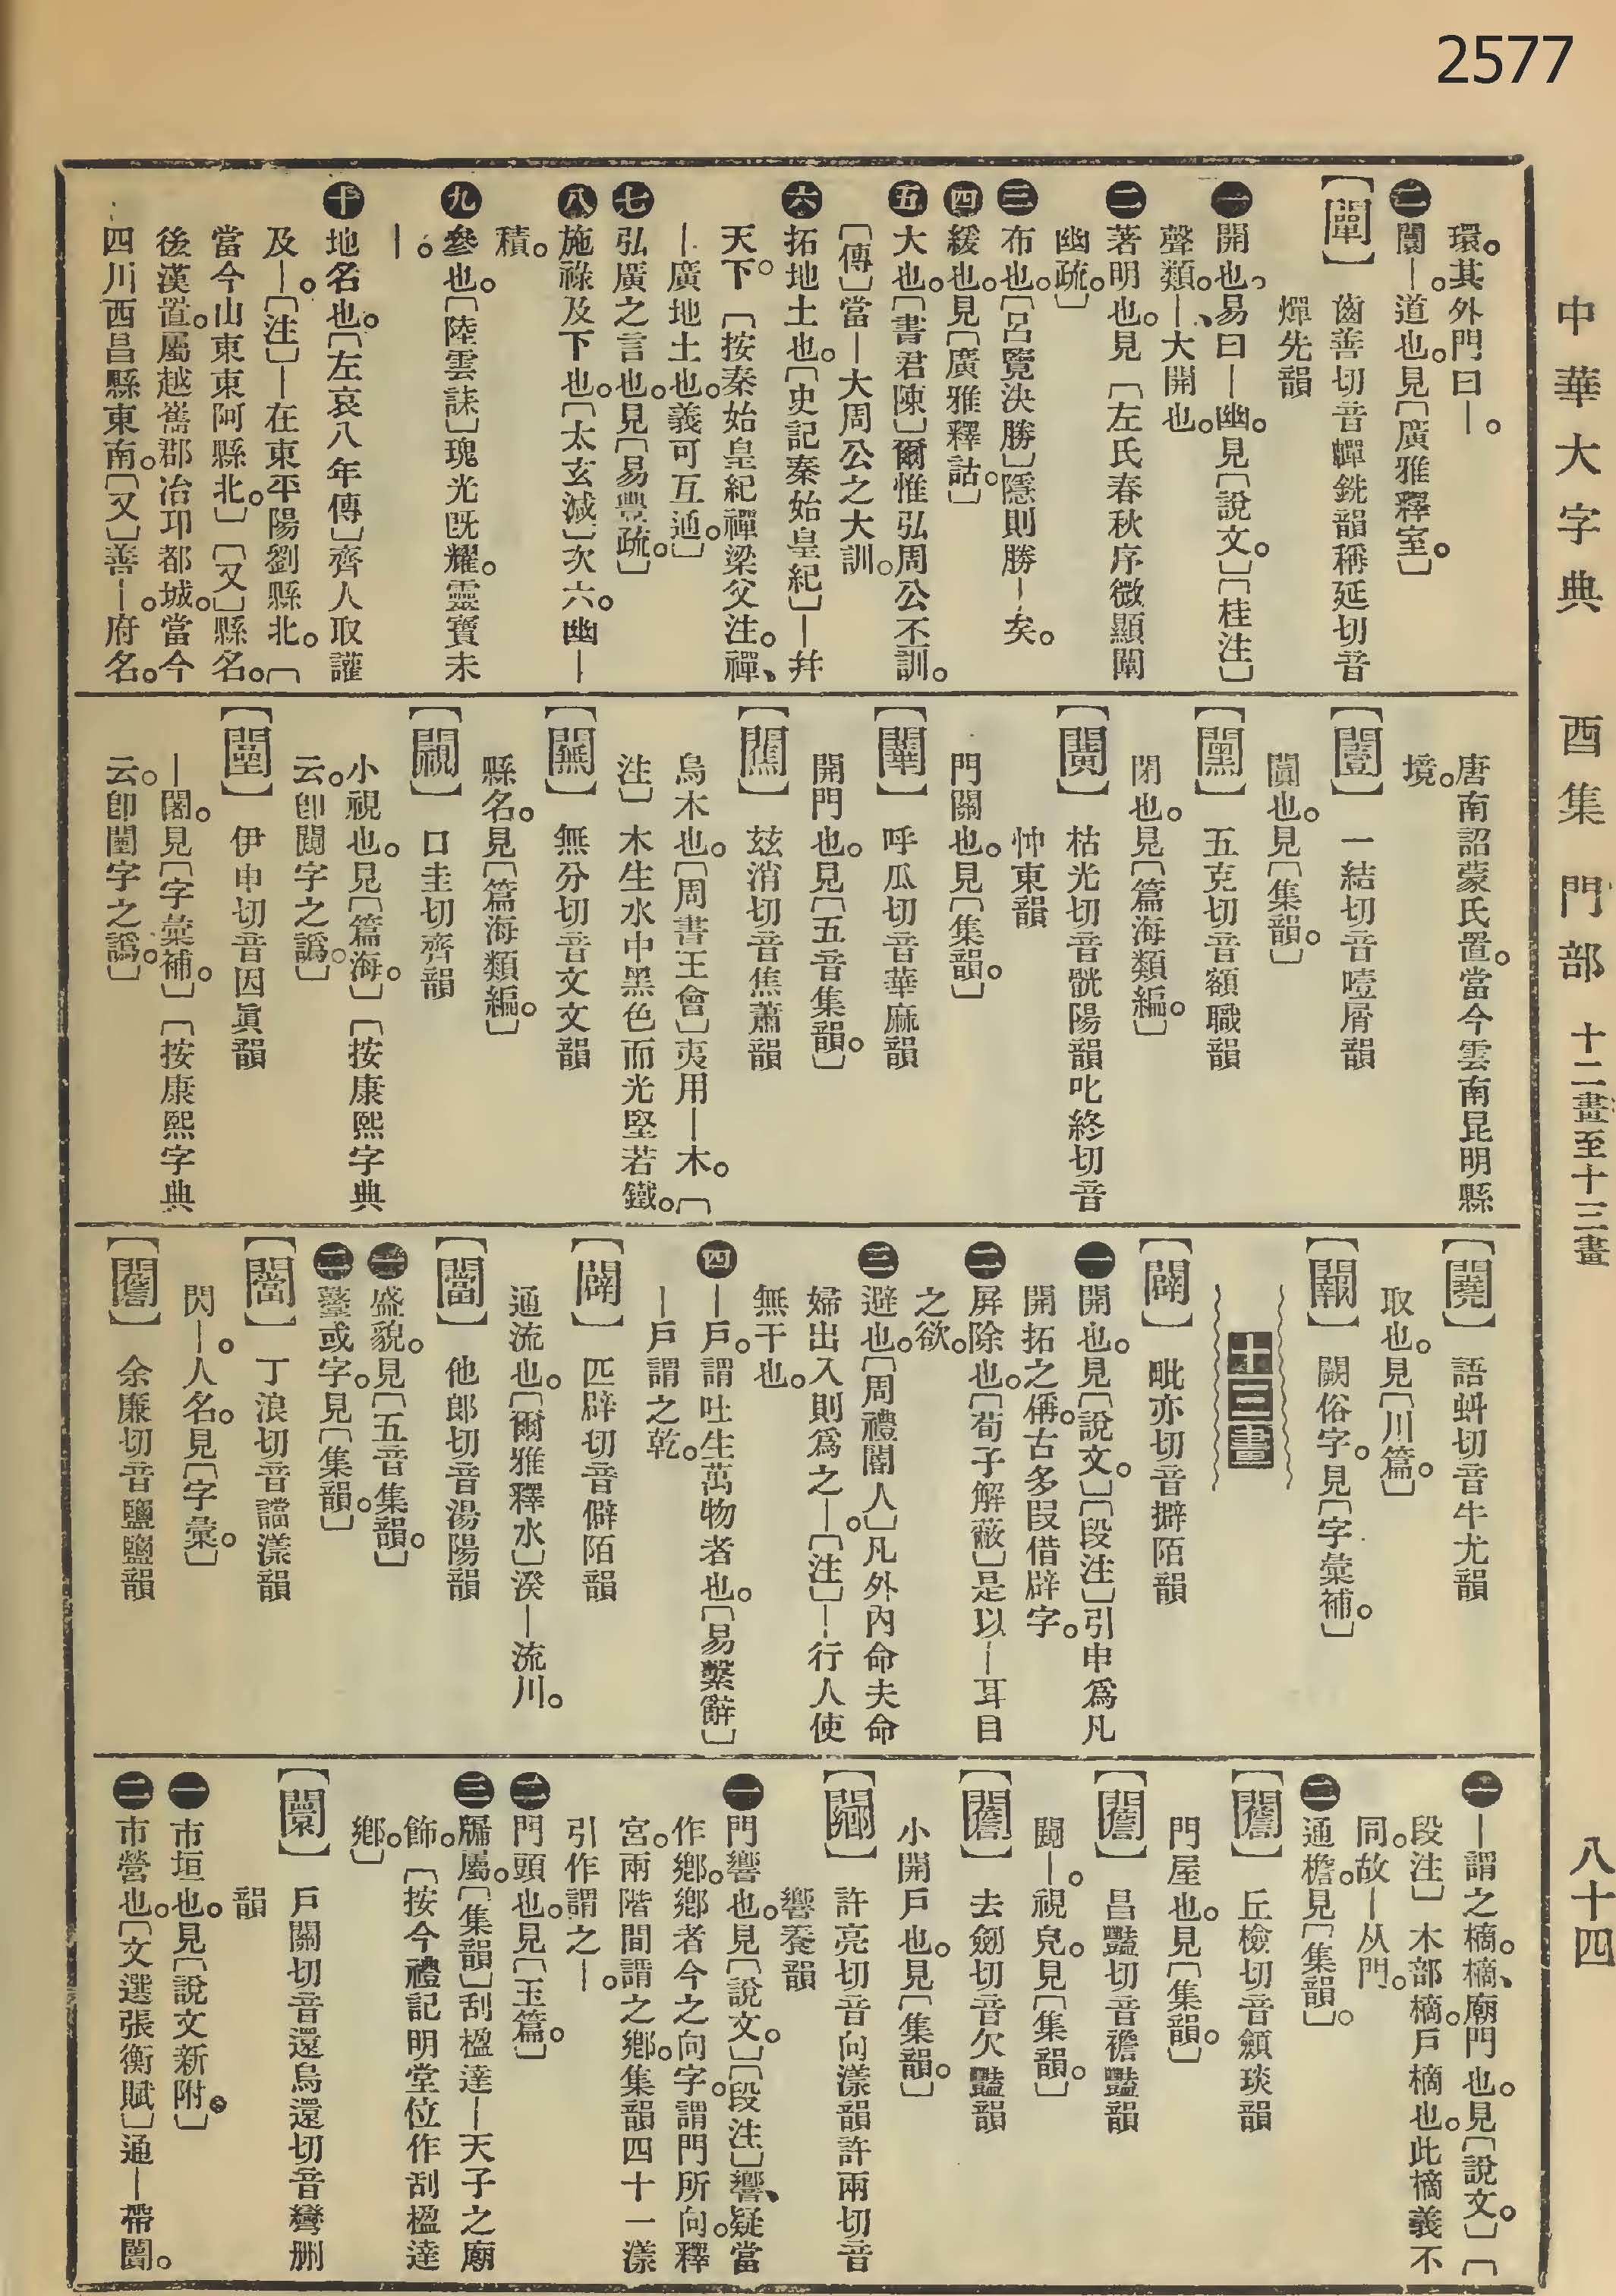 2577
中華大字典 酉集 門部 十二畫至十三畫 八十四
環。其外門曰—。
㊁闤—。道也。見〔廣雅釋室。〕
【闡】齒善切音繟銑韻稱延切音
燀先韻
㊀開也。易曰—幽。見〔說文。〕〔桂注〕
聲類。—、大開也。
㊁著明也。見〔左氏春秋序微顯闡
幽疏。〕
㊂布也。〔呂覽決勝〕隱則勝—矣。
㊃緩也。見〔廣雅釋詁。〕
㊄大也。〔書君陳〕爾惟弘周公丕訓。
〔傳〕當—大周公之大訓。
㊅拓地土也。〔史記秦始皇紀〕—幷
天下。〔按秦始皇紀禪梁父注。禪、
—廣地土也。義可互通。〕
㊆弘廣之言也。見〔易豐疏。〕
㊇施祿及下也。〔太玄減〕次六。幽—
積。
㊈參也。〔陸雲誄〕瑰光旣耀。靈寶未
—。
㊉地名也。〔左哀八年傳〕齊人取讙
及—。〔注〕—在東平陽劉縣北。〔
當今山東東阿縣北。〕〔又〕縣名。
後漢置。屬越嶲郡治邛都城。當今
四川西昌縣東南。〔又〕善—。府名。
唐南詔蒙氏置。當今雲南昆明縣
境。
【䦯】一結切音噎屑韻
闠也。見〔集韻。〕
五克切音額職韻
閉也。見〔篇海類編。〕
枯光切音骯陽韻叱終切音
忡東韻
門關也。見〔集韻。〕
呼瓜切音華麻韻
開門也。見〔五音集韻。〕
茲消切音焦蕭韻
烏木也。〔周書王會〕夷用—木。〔
注〕木生水中黑色而光堅若鐵。
無分切音文文韻
縣名。見〔篇海類編。〕
【闚】口圭切齊韻
小視也。見〔篇海。〕〔按康熙字典
云。卽闚字之譌。〕
伊申切音因眞韻
—闍。見〔字彙補。〕〔按康熙字典
云。卽闉字之譌。〕
語蚪切音牛尤韻
取也。見〔川篇。〕
闕俗字。見〔字彙補。〕
十三畫
【闢】毗亦切音擗陌韻
㊀開也。見〔說文。〕〔段注〕引申爲凡
開拓之稱。古多叚借辟字。
㊁屛除也。〔荀子解蔽〕是以—耳目
之欲。
㊂避也。〔周禮閽人〕凡外內命夫命
婦出入則爲之—。〔注〕—行人使
無干也。
㊃—戶。謂吐生萬物者也。〔易繫辭〕
—戶謂之乾。
【闢】匹辟切音僻陌韻
通流也。〔爾雅釋水〕湀—流川。
【闣】他郎切音湯陽韻
㊀盛貌。見〔五音集韻。〕
㊁鼞或字。見〔集韻。〕
【闣】丁浪切音譡漾韻
閃—。人名。見〔字彙。〕
【闦】余廉切音鹽鹽韻
㊀—謂之樀。樀、廟門也。見〔說文。〕〔
段注〕木部樀。戶樀也。此樀義不
同。故—从門。
㊁通檐。見〔集韻。〕
丘檢切音顩琰韻
門屋也。見〔集韻。〕
昌豔切音襜豔韻
闚—。視皃。見〔集韻。〕
去劒切音欠豔韻
小開戶也。見〔集韻。〕
許亮切音向漾韻許兩切音
響養韻
㊀門響也。見〔說文。〕〔段注〕響、疑當
作鄕。鄕者今之向字。謂門所向。釋
宮。兩階間謂之鄕。集韻四十一漾
引作謂之—。
㊁門頭也。見〔玉篇。〕
㊂牖屬。〔集韻〕刮楹達—天子之廟
飾。〔按今禮記明堂位作刮楹達
鄕。〕
【闤】戶關切音還烏還切音彎刪
韻
㊀市垣也。見〔說文新附。〕
㊁市營也。〔文選張衡賦〕通—帶闠。